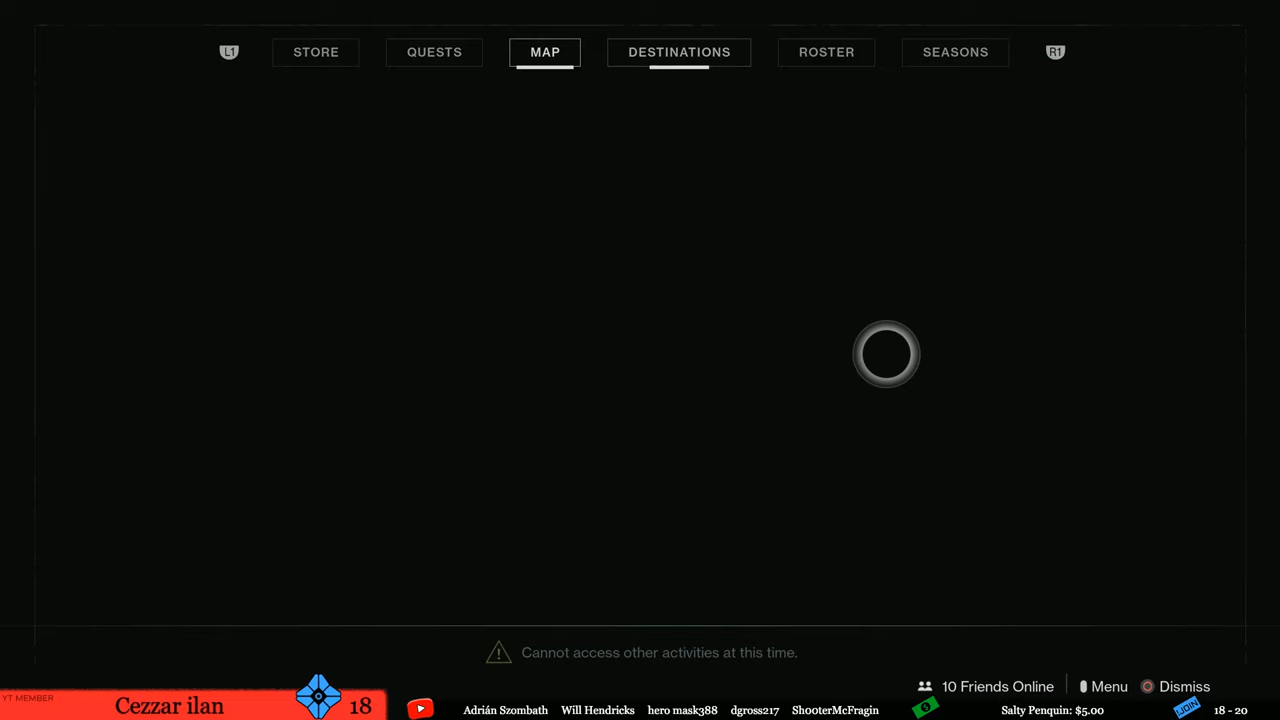 L1 STORE QUESTS MAP DESTINATIONS ROSTER SEASONS R1
Cannot access other activities at this time.
10 Friends Online Menu Dismiss
YT MEMBER
Cezzar ilan 18 Adrián Szombath Will Hendricks hero mask388 dgross217 Sh00terMcFragin $ Salty Penquin: $5.00 JOIN 18 - 20